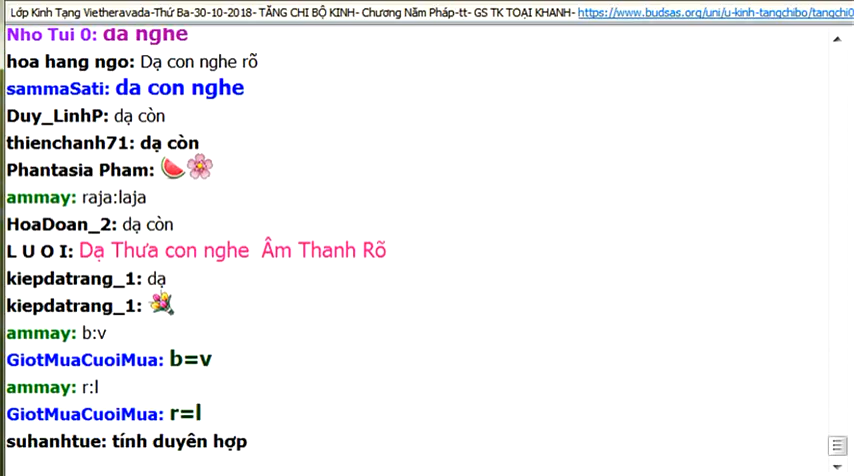 Lớp Kinh Tạng Vietheravada-Thứ Ba-30-10-2018- TĂNG CHI BỘ KINH- Chương Năm Pháp-tt- GS TK TOẠI KHANH- https://www.budsas.org/uni/u-kinh-tangchibo/tangchi0
Nho Tui 0: da nghe
hoa hang ngo: Dạ con nghe rõ
sammaSati: da con nghe
Duy_LinhP: dạ còn
thienchanh71: dạ còn
Phantasia Pham: 🍉🌸
ammay: raja:laja
HoaDoan_2: dạ còn
L U O I: Dạ Thưa con nghe Âm Thanh Rõ
kiepdatrang_1: dạ
kiepdatrang_1: 💐
ammay: b:v
GiotMuaCuoiMua: b=v
ammay: r:l
GiotMuaCuoiMua: r=l
suhanhtue: tính duyên hợp